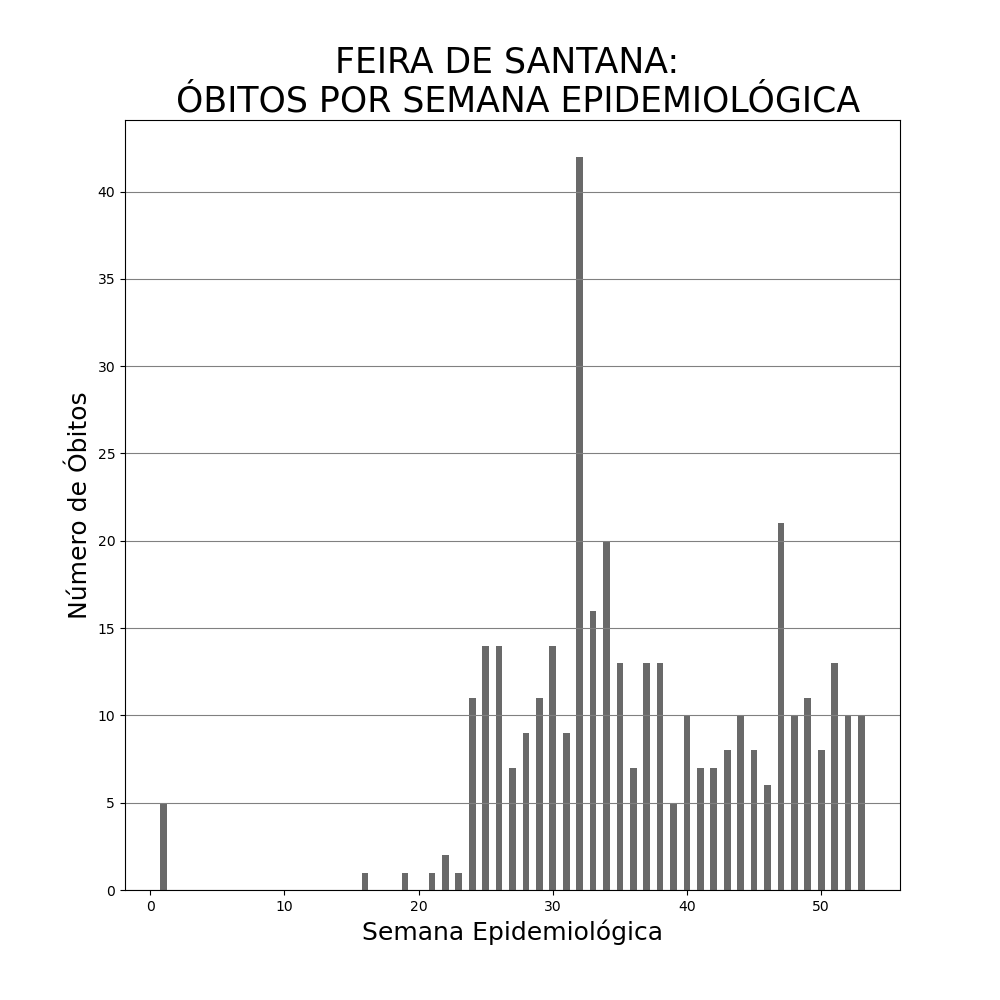 FEIRA DE SANTANA:
ÓBITOS POR SEMANA EPIDEMIOLÓGICA
Número de Óbitos
40
35
30
25
20
15
10
5
0
0 10 20 30 40 50
Semana Epidemiológica